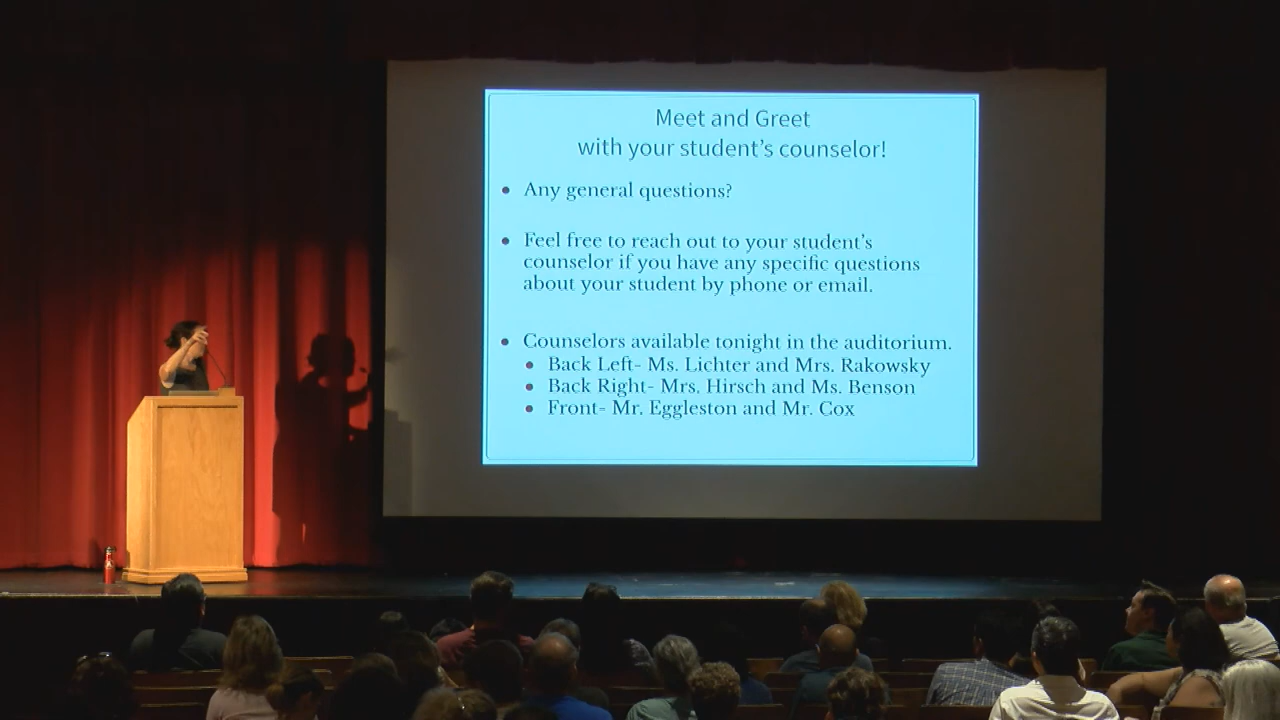 Meet and Greet
with your student's counselor!
• Any general questions?
• Feel free to reach out to your student's
counselor if you have any specific questions
about your student by phone or email.
• Counselors available tonight in the auditorium.
• Back Left- Ms. Lichter and Mrs. Rakowsky
• Back Right- Mrs. Hirsch and Ms. Benson
• Front- Mr. Eggleston and Mr. Cox